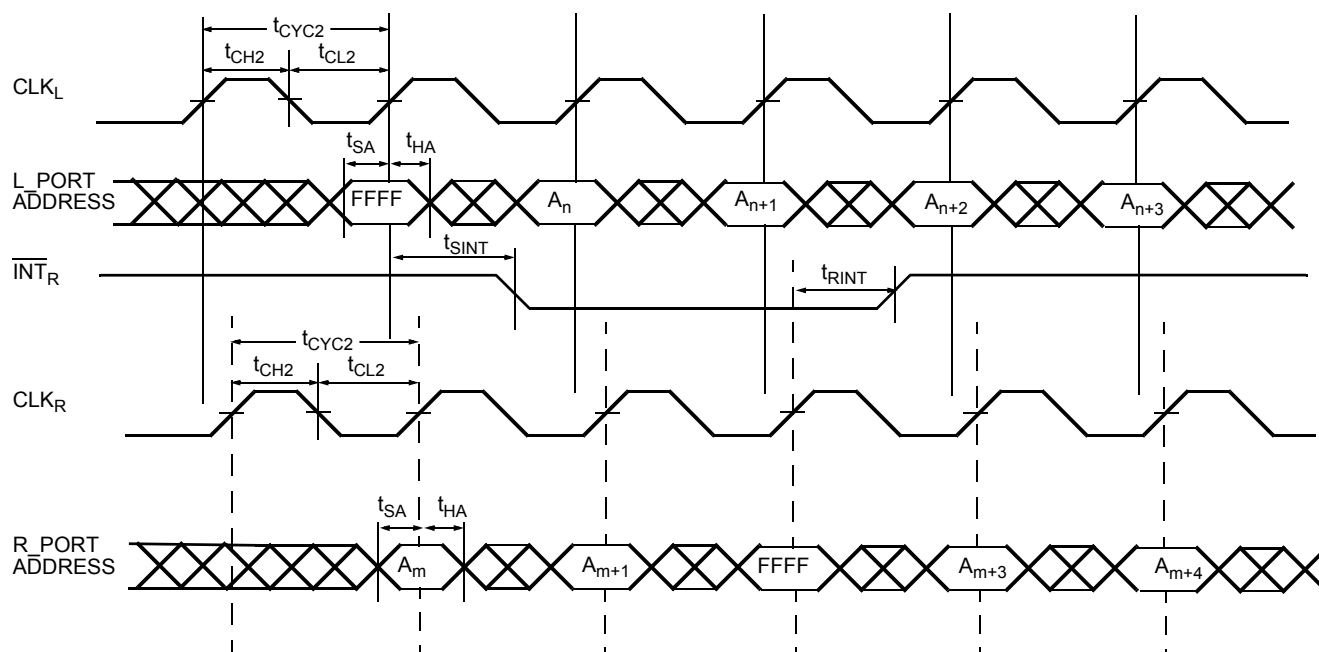 tCYC2
tCH2 tCL2
CLKL
tSA tHA
L_PORT
ADDRESS
FFFF An An+1 An+2 An+3
tSINT
INTR
tRINT
tCYC2
tCH2 tCL2
CLKR
tSA tHA
R_PORT
ADDRESS
Am Am+1 FFFF Am+3 Am+4